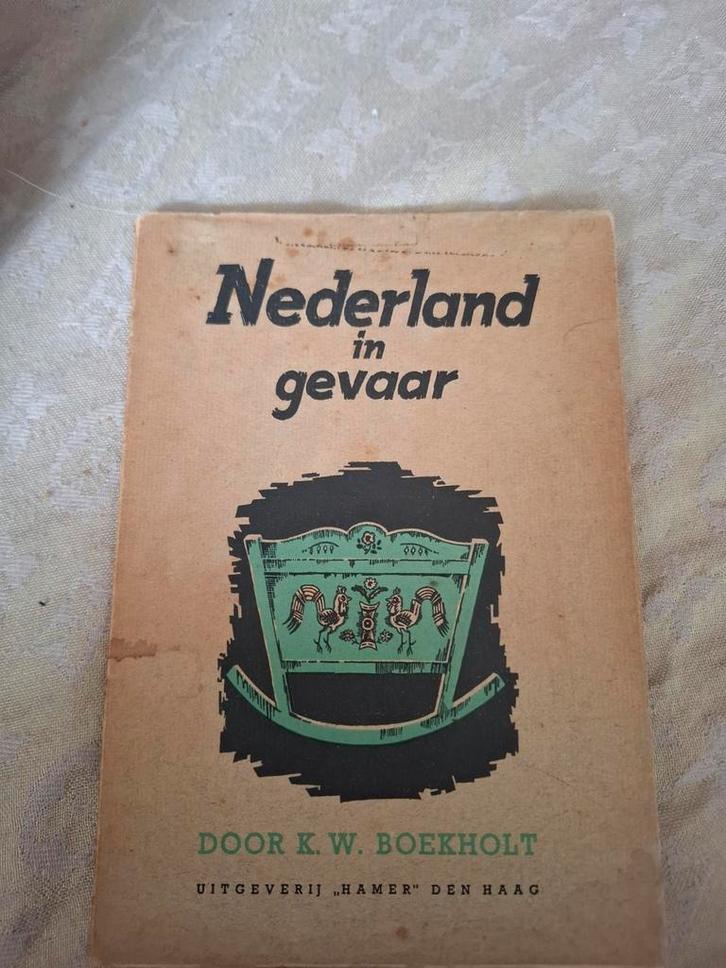 Nederland
in
gevaar
DOOR K. W. BOEKHOLT
UITGEVERIJ „HAMER" DEN HAAG